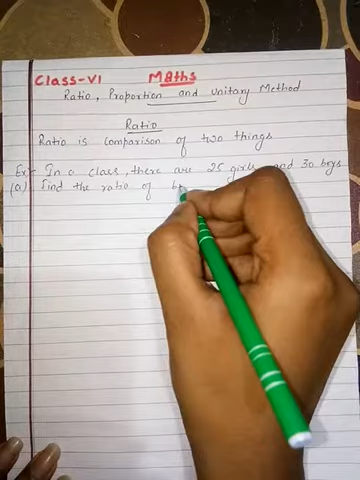 Class-VI Maths
Ratio, Proportion and Unitary Method
Ratio
Ratio is comparison of two things
Ex:- In a class, there are 25 girls and 30 boys
(a) Find the ratio of